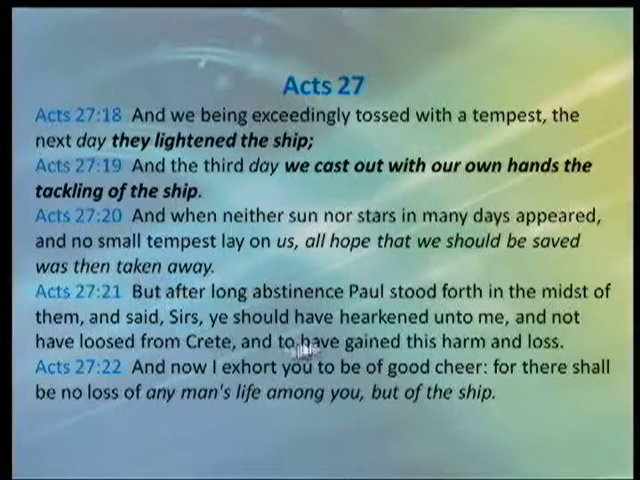 Acts 27
Acts 27:18 And we being exceedingly tossed with a tempest, the
next day they lightened the ship;
Acts 27:19 And the third day we cast out with our own hands the
tackling of the ship.
Acts 27:20 And when neither sun nor stars in many days appeared,
and no small tempest lay on us, all hope that we should be saved
was then taken away.
Acts 27:21 But after long abstinence Paul stood forth in the midst of
them, and said, Sirs, ye should have hearkened unto me, and not
have loosed from Crete, and to have gained this harm and loss.
Acts 27:22 And now I exhort you to be of good cheer: for there shall
be no loss of any man's life among you, but of the ship.